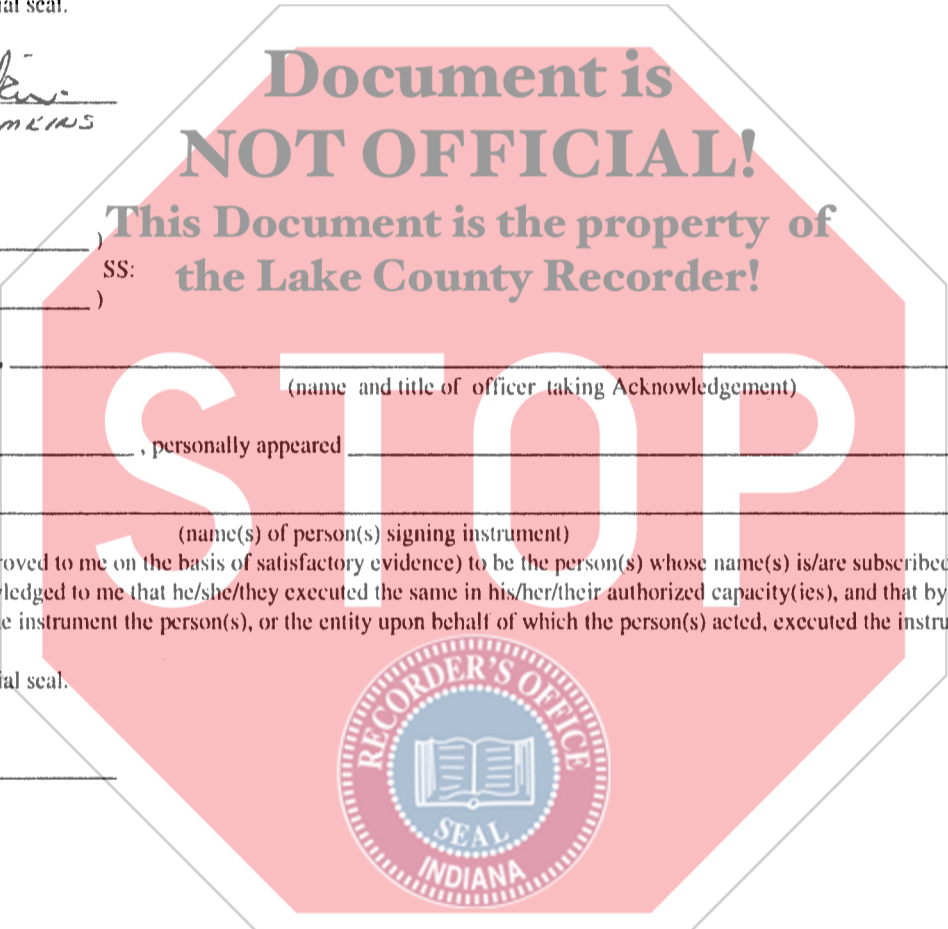 ial seal.
Document is
NOT OFFICIAL!
MKINS
This Document is the property of
)
SS:
the Lake County Recorder!
)
(name and title of officer taking Acknowledgement)
, personally appeared
STOP
(name(s) of person(s) signing instrument)
roved to me on the basis of satisfactory evidence) to be the person(s) whose name(s) is/are subscribed
ledged to me that he/she/they executed the same in his/her/their authorized capacity(ies), and that by
e instrument the person(s), or the entity upon behalf of which the person(s) acted, executed the instru
ial seal.
RECORDER'S OFFICE
SEAL
INDIANA